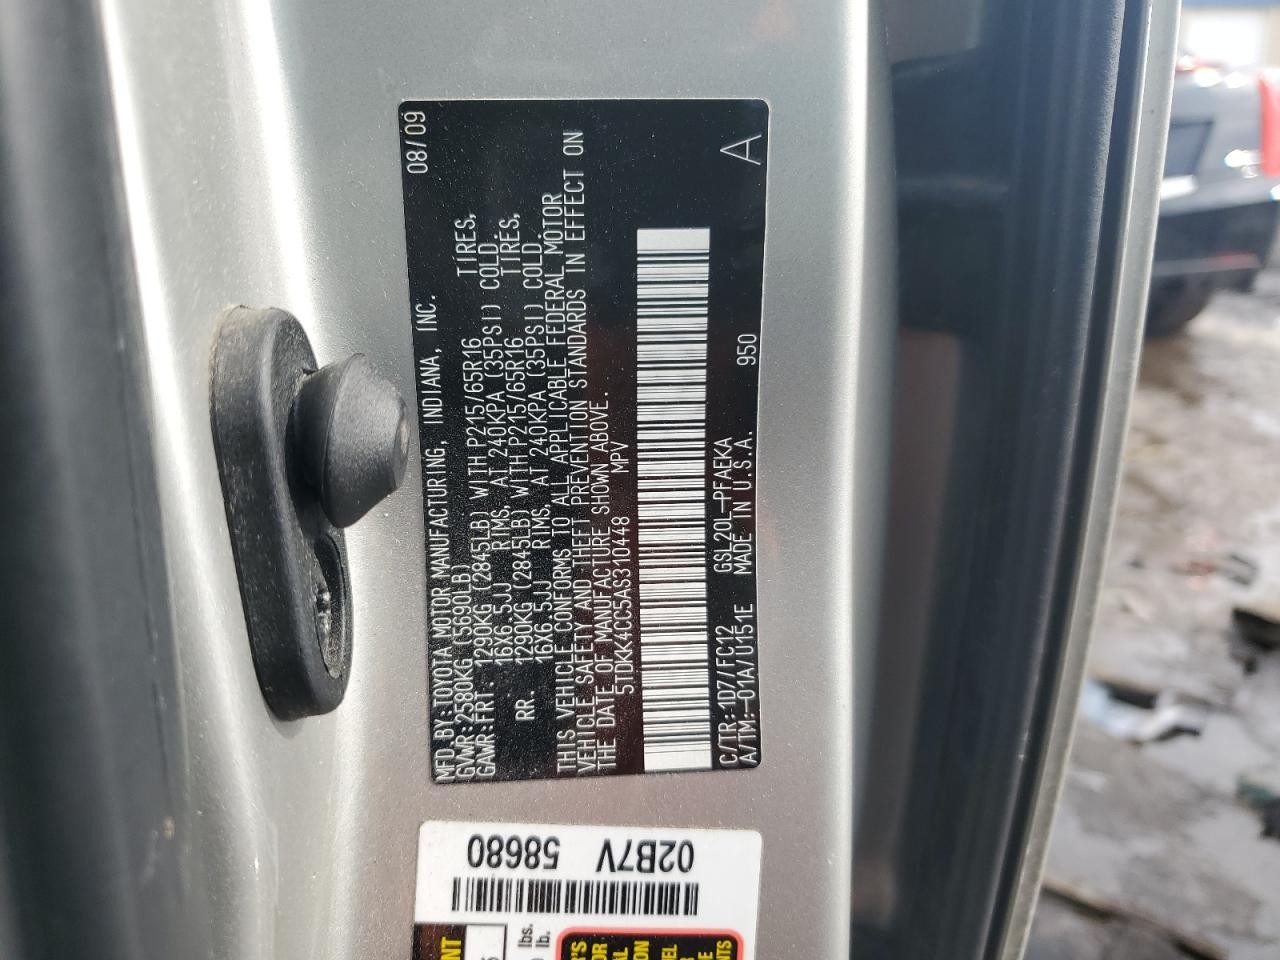 MFD.BY:TOYOTA MOTOR MANUFACTURING, INDIANA, INC. 08/09
GVWR:2580KG (5690LB)
GAWR:FRT. 1290KG (2845LB) WITH P215/65R16 TIRES,
16X6.5JJ RIMS, AT 240KPA (35PSI) COLD.
RR. 1290KG (2845LB) WITH P215/65R16 TIRES,
16X6.5JJ RIMS, AT 240KPA (35PSI) COLD.
THIS VEHICLE CONFORMS TO ALL APPLICABLE FEDERAL MOTOR
VEHICLE SAFETY AND THEFT PREVENTION STANDARDS IN EFFECT ON
THE DATE OF MANUFACTURE SHOWN ABOVE.
5TDKK4CC5AS310448 MPV
C/TR:1D7/FC12 GSL20L-PFAEKA
A/TM:-01A/U151E MADE IN U.S.A. 950 A
02B7V 58680
lbs.
lb.